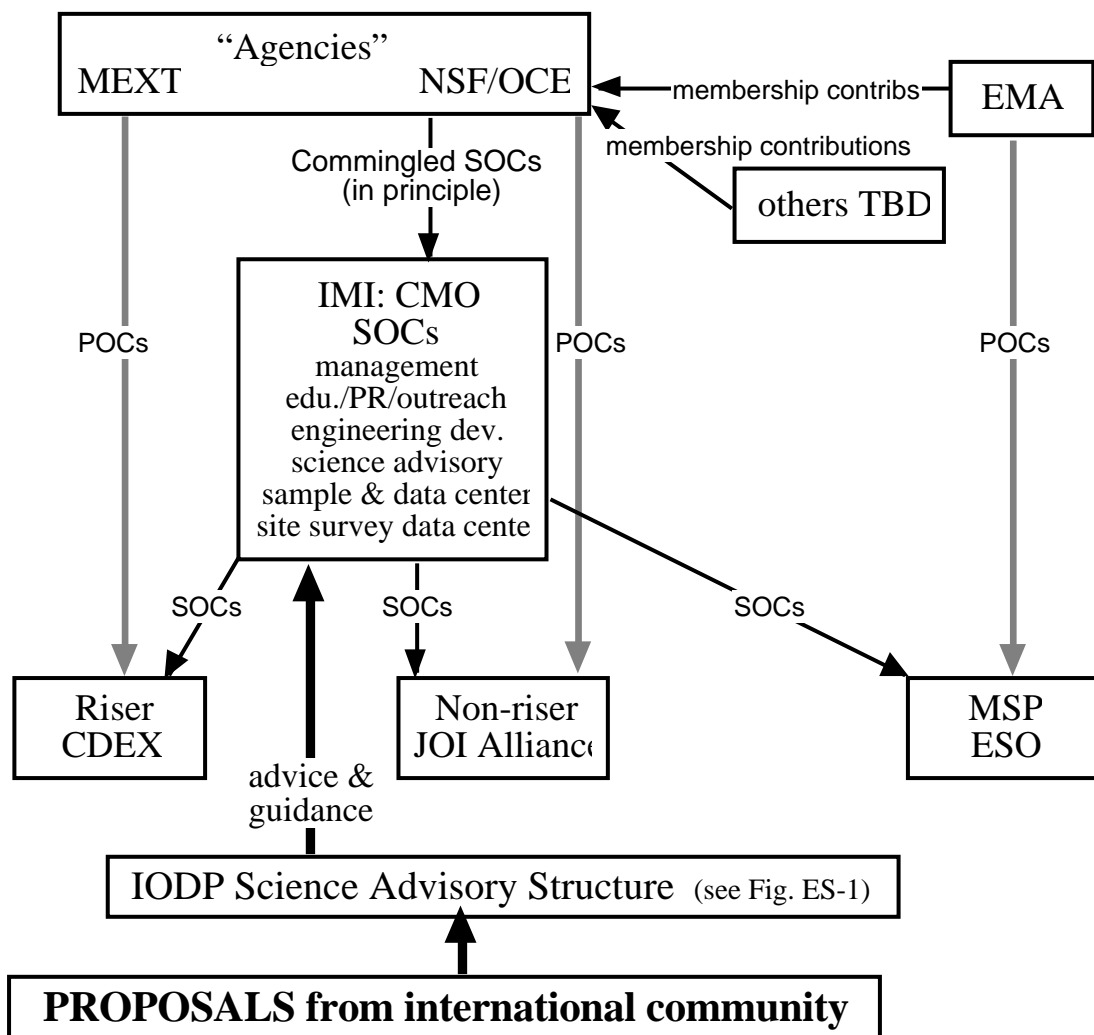 “Agencies”
MEXT NSF/OCE
membership contribs
EMA
membership contributions
Commingled SOCs
(in principle)
others TBD
IMI: CMO
SOCs
management
edu./PR/outreach
engineering dev.
science advisory
sample & data center
site survey data cente
POCs
POCs
POCs
SOCs
SOCs
SOCs
Riser
CDEX
Non-riser
JOI Alliance
MSP
ESO
advice &
guidance
IODP Science Advisory Structure (see Fig. ES-1)
PROPOSALS from international community